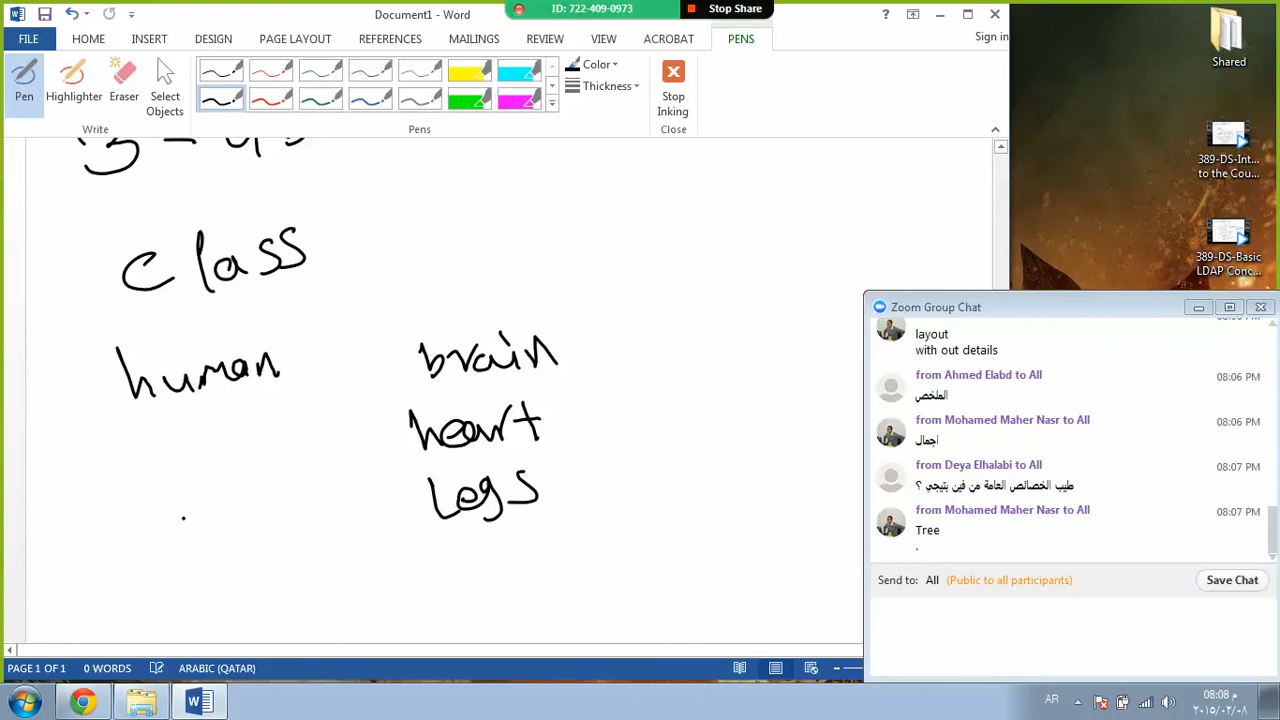 Document1 - Word
ID: 722-409-0973
Stop Share
FILE HOME INSERT DESIGN PAGE LAYOUT REFERENCES MAILINGS REVIEW VIEW ACROBAT PENS
Sign in
Pen Highlighter Eraser Select Objects
Color
Thickness
Stop Inking
Write Pens Close
Shared
389-DS-Int... to the Cou...
389-DS-Basic LDAP Conc...
class
human brain
heart
Legs
Zoom Group Chat
layout
with out details
from Ahmed Elabd to All 08:06 PM
الملخص
from Mohamed Maher Nasr to All 08:06 PM
اجمال
from Deya Elhalabi to All 08:07 PM
طيب الخصائص العامة من فين بتيجي ؟
from Mohamed Maher Nasr to All 08:07 PM
Tree
.
Send to: All (Public to all participants) Save Chat
PAGE 1 OF 1 0 WORDS ARABIC (QATAR)
AR
08:08 م
٢٠١٥/٠٢/٠٨